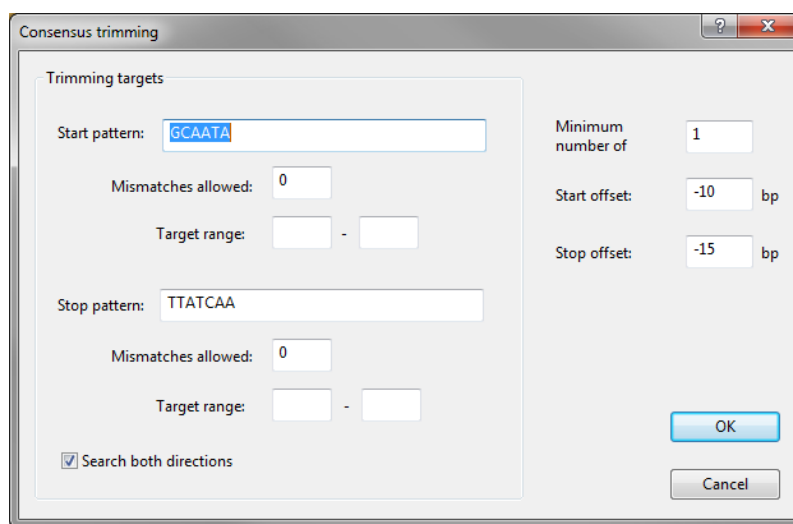 Consensus trimming
?
Trimming targets
Start pattern: GCAATA
Mismatches allowed: 0
Target range: -
Stop pattern: TTATCAA
Mismatches allowed: 0
Target range: -
Search both directions
Minimum
number of 1
Start offset: -10 bp
Stop offset: -15 bp
OK
Cancel